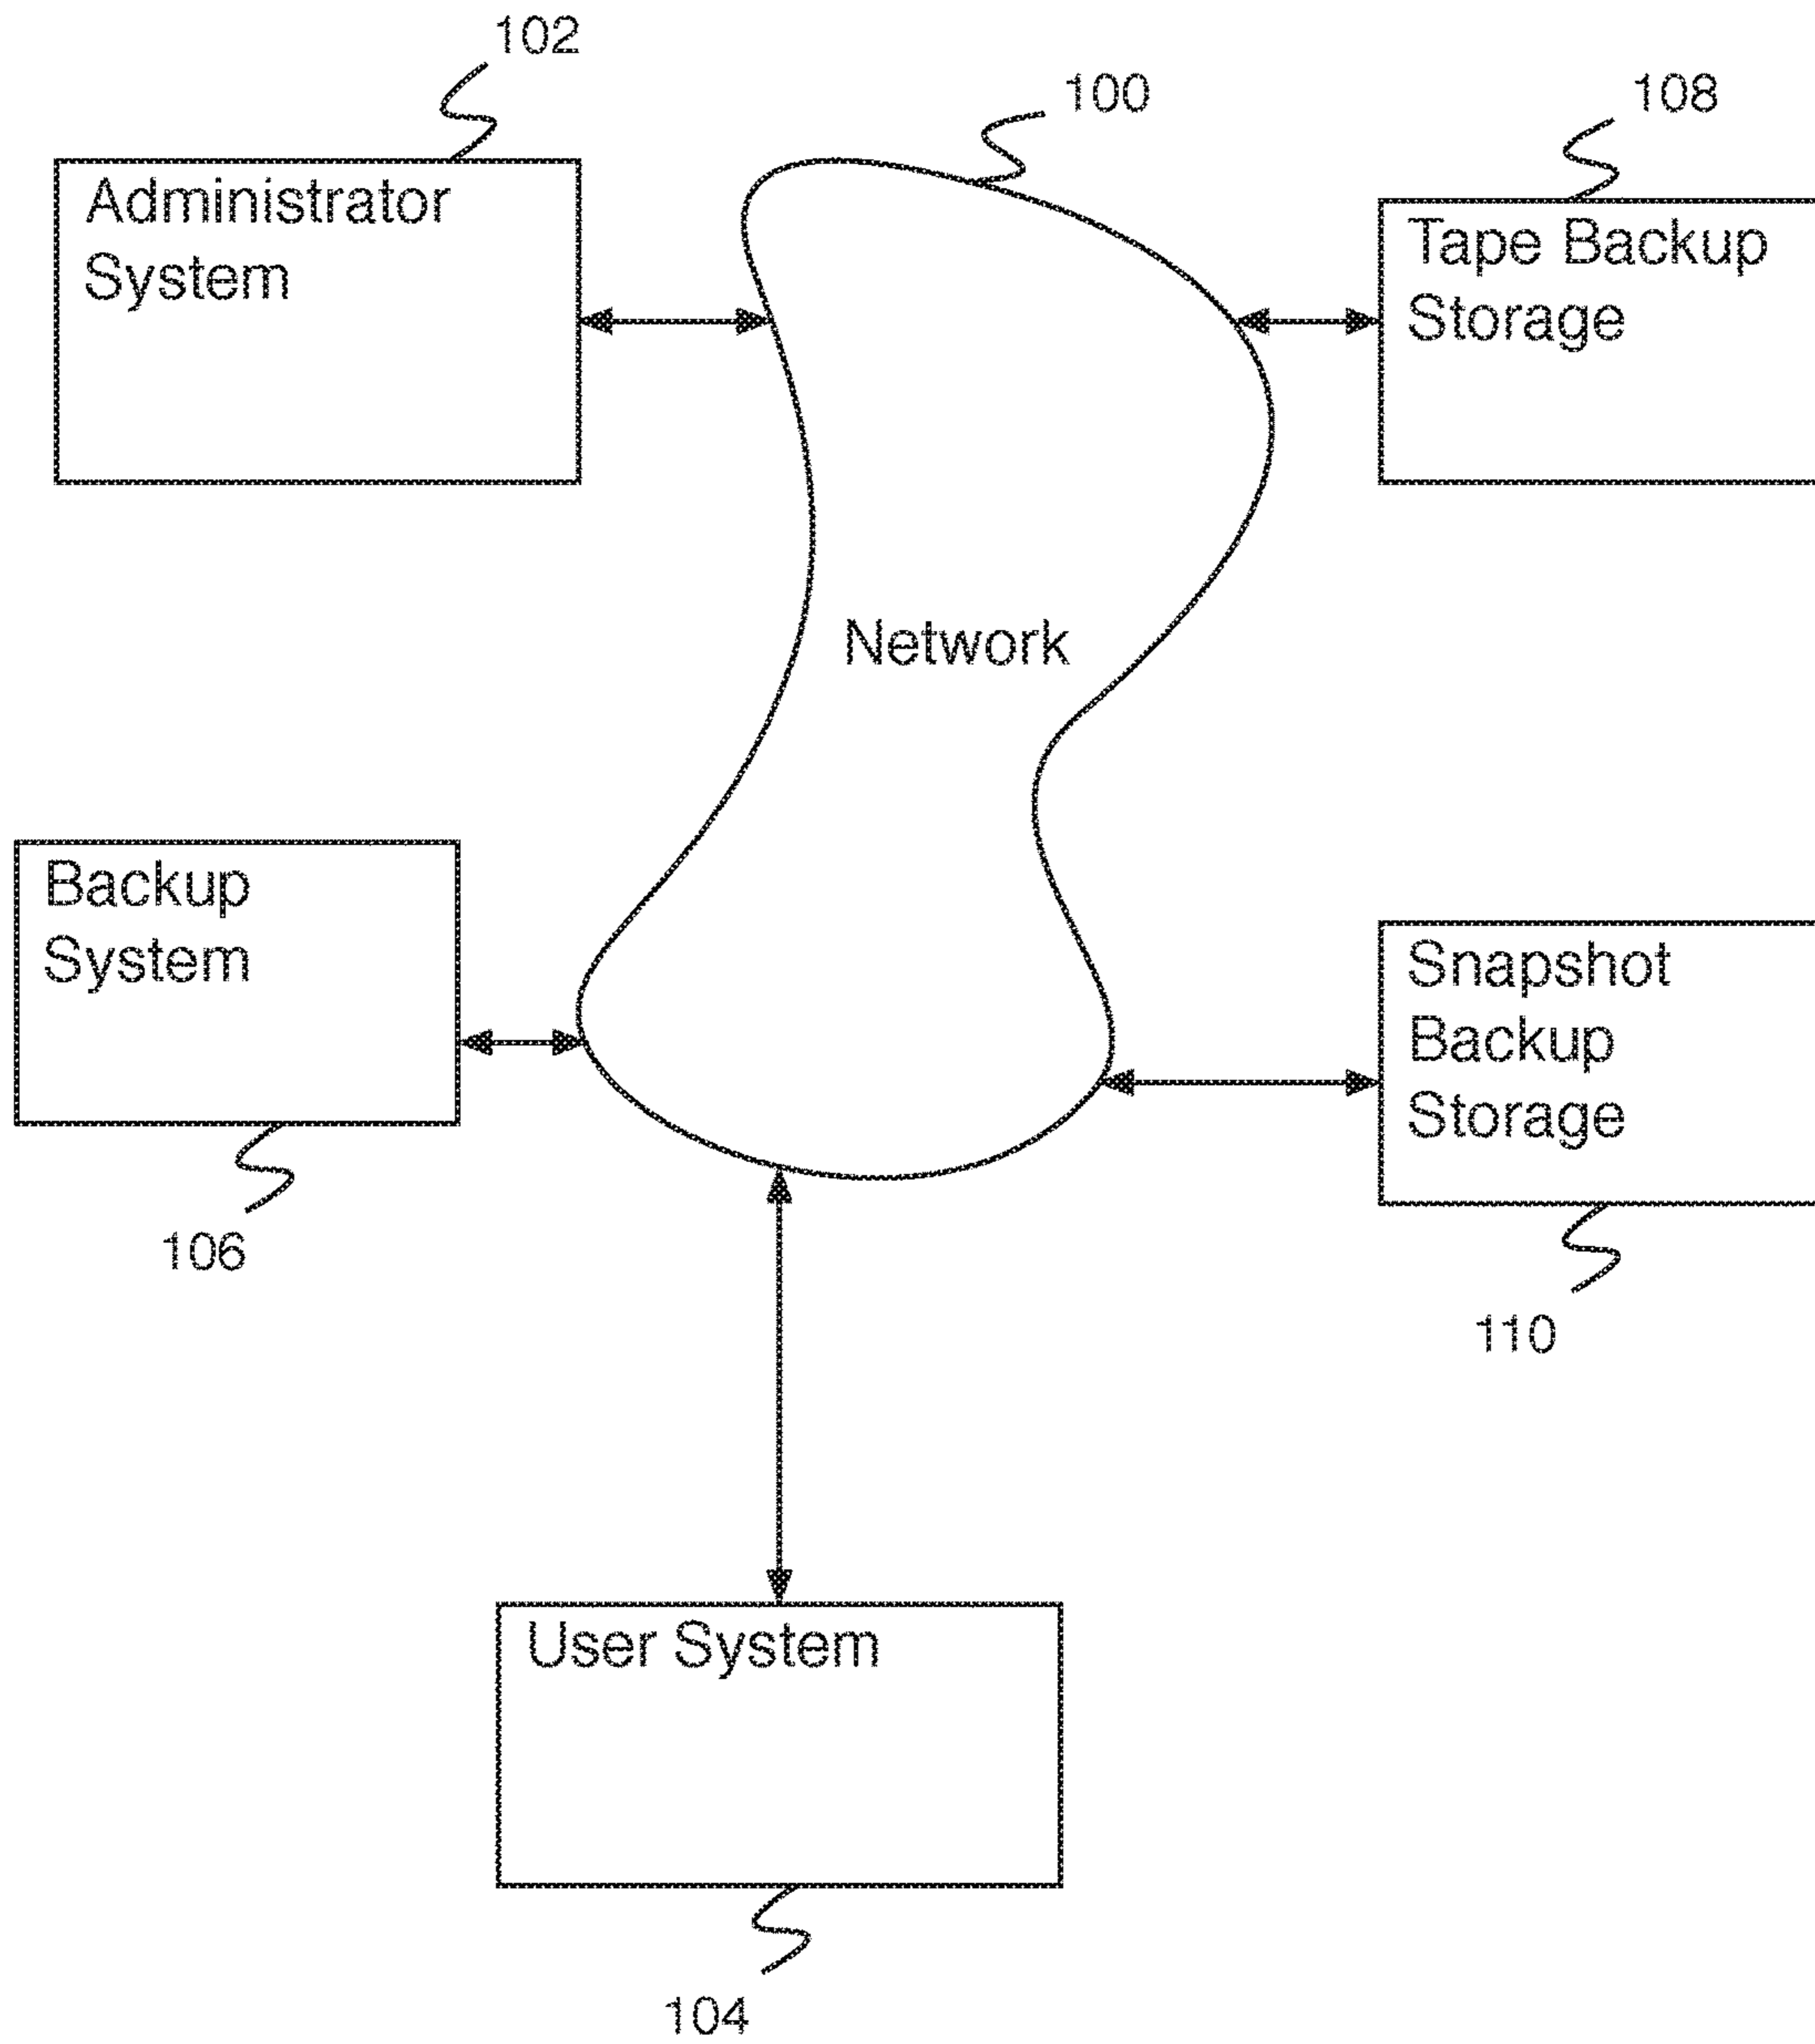 102
100
108
Administrator
System
Tape Backup
Storage
Network
Backup
System
Snapshot
Backup
Storage
106
110
User System
104